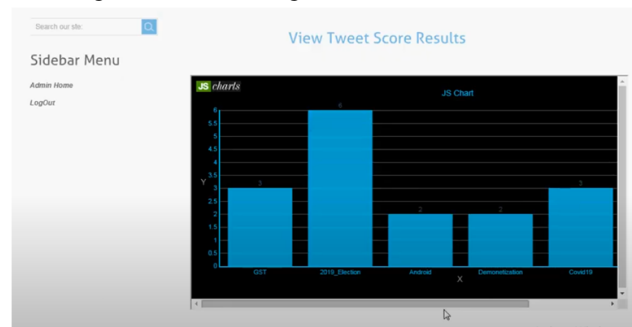 Search our site:
View Tweet Score Results
Sidebar Menu
Admin Home
LogOut
JS charts
JS Chart
6
5.5
5
4.5
4
3.5
3
2.5
2
1.5
1
0.5
0
Y
3
6
2
2
3
GST
2019_Election
Android
Demonetization
Covid19
X